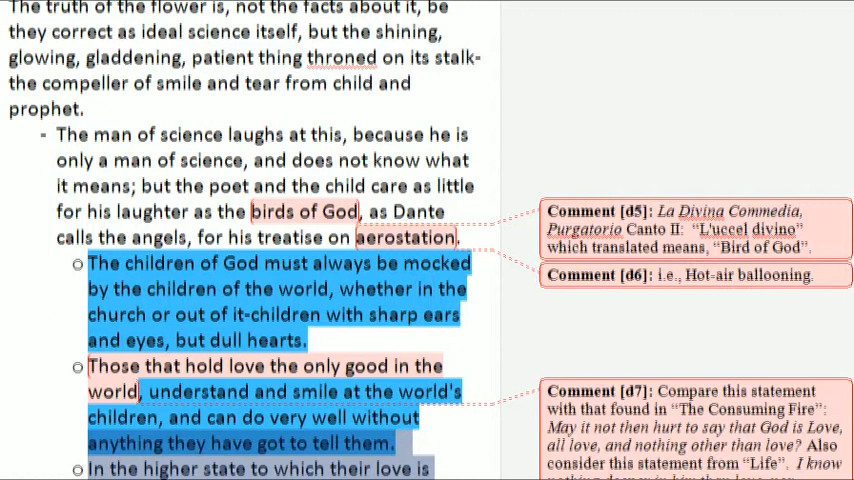 The truth of the flower is, not the facts about it, be
they correct as ideal science itself, but the shining,
glowing, gladdening, patient thing throned on its stalk-
the compeller of smile and tear from child and
prophet.
- The man of science laughs at this, because he is
only a man of science, and does not know what
it means; but the poet and the child care as little
for his laughter as the birds of God, as Dante
calls the angels, for his treatise on aerostation.
o The children of God must always be mocked
by the children of the world, whether in the
church or out of it-children with sharp ears
and eyes, but dull hearts.
o Those that hold love the only good in the
world, understand and smile at the world's
children, and can do very well without
anything they have got to tell them.
o In the higher state to which their love is
Comment [d5]: La Divina Commedia,
Purgatorio Canto II: “L'uccel divino”
which translated means, “Bird of God”.
Comment [d6]: i.e., Hot-air ballooning.
Comment [d7]: Compare this statement
with that found in “The Consuming Fire”:
May it not then hurt to say that God is Love,
all love, and nothing other than love? Also
consider this statement from “Life”. I know